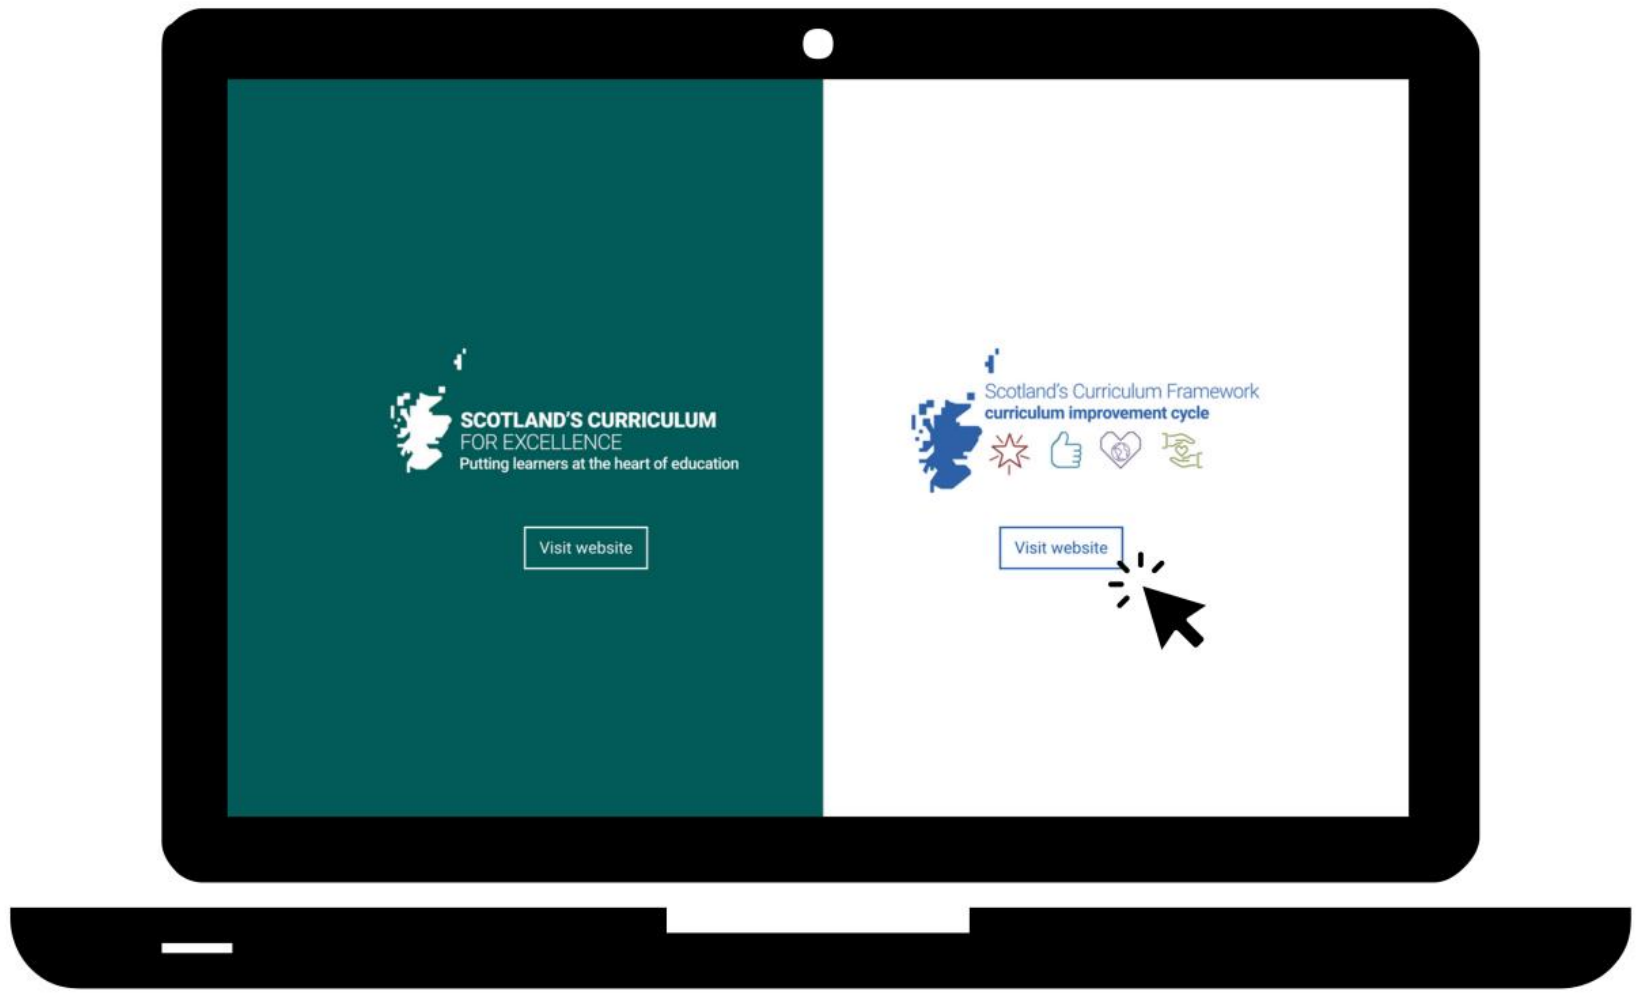 SCOTLAND'S CURRICULUM
FOR EXCELLENCE
Putting learners at the heart of education
Visit website
Scotland's Curriculum Framework
curriculum improvement cycle
Visit website